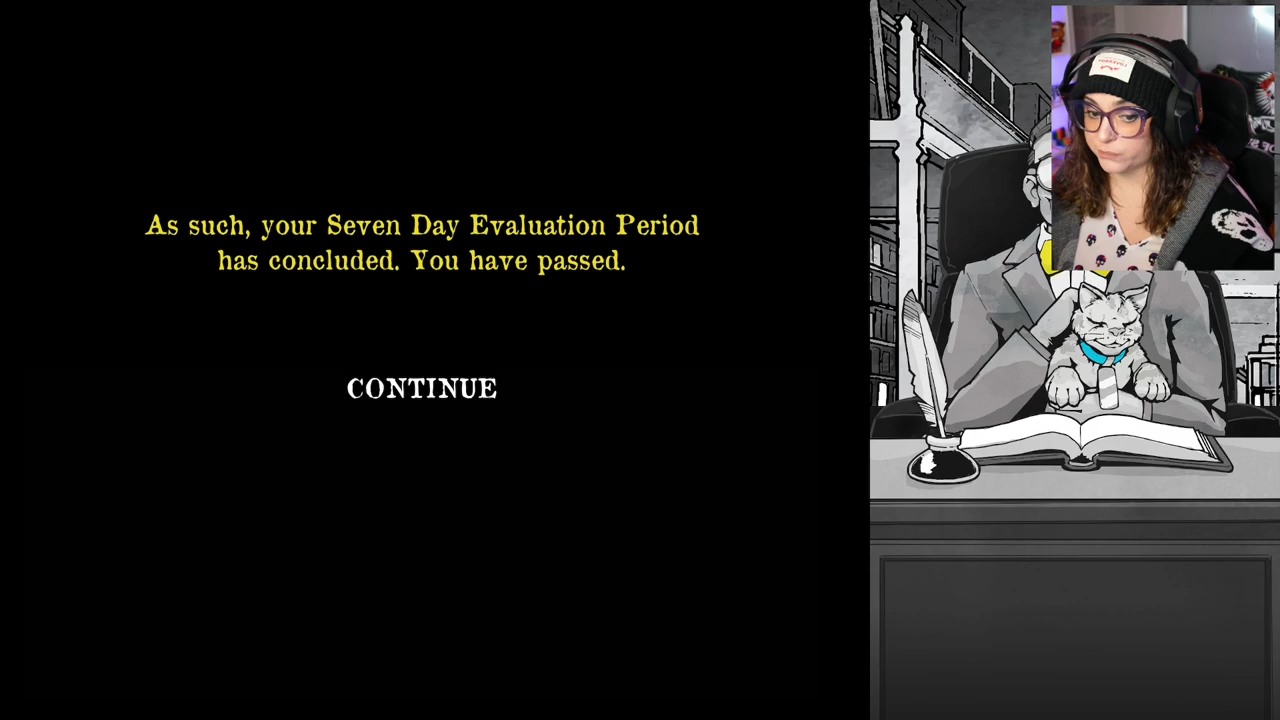 As such, your Seven Day Evaluation Period
has concluded. You have passed.
CONTINUE